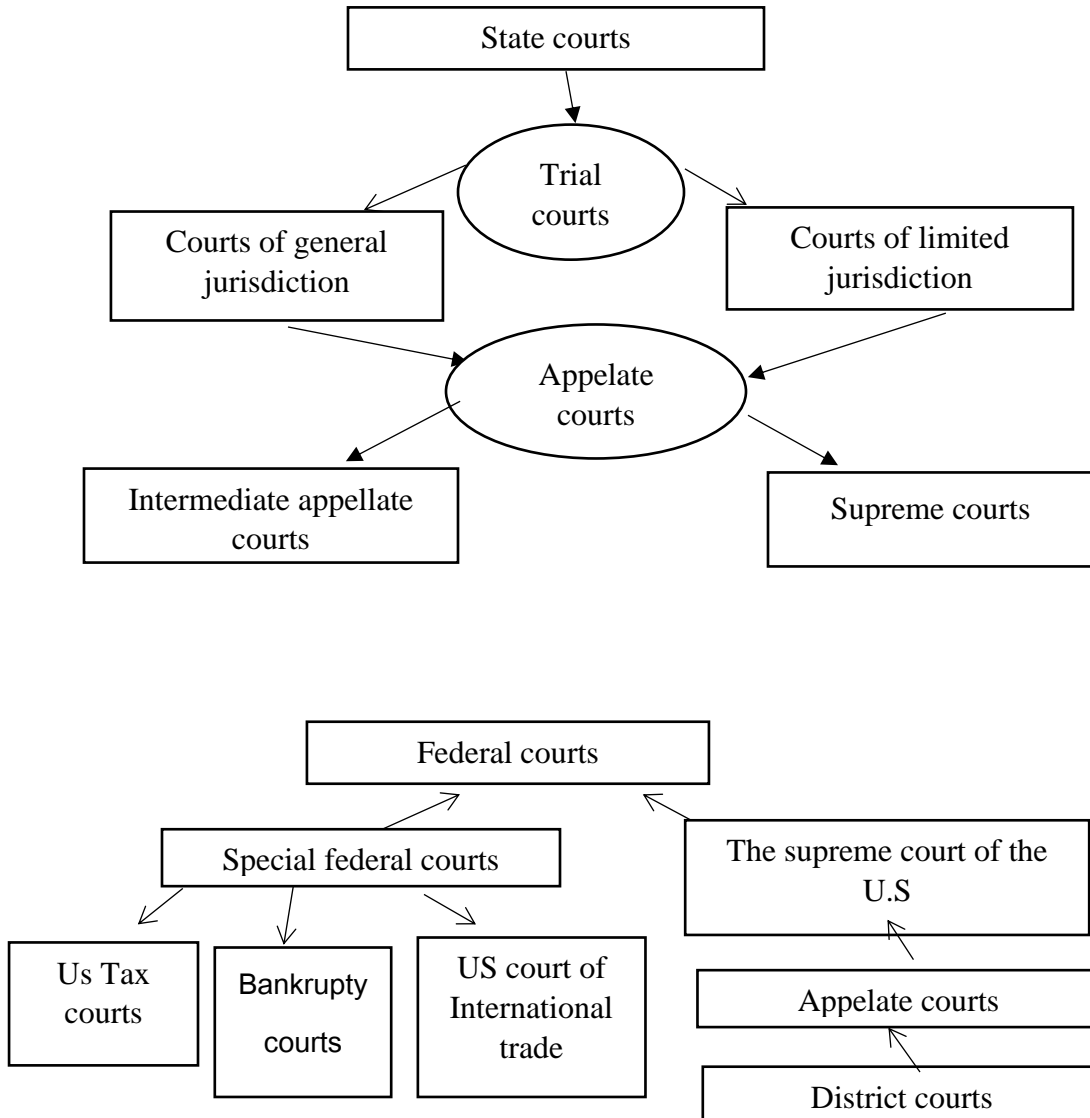 State courts
Trial
courts
Courts of general
jurisdiction
Courts of limited
jurisdiction
Appelate
courts
Intermediate appellate
courts
Supreme courts
Federal courts
Special federal courts
The supreme court of the
U.S
Us Tax
courts
Bankrupty
courts
US court of
International
trade
Appelate courts
District courts